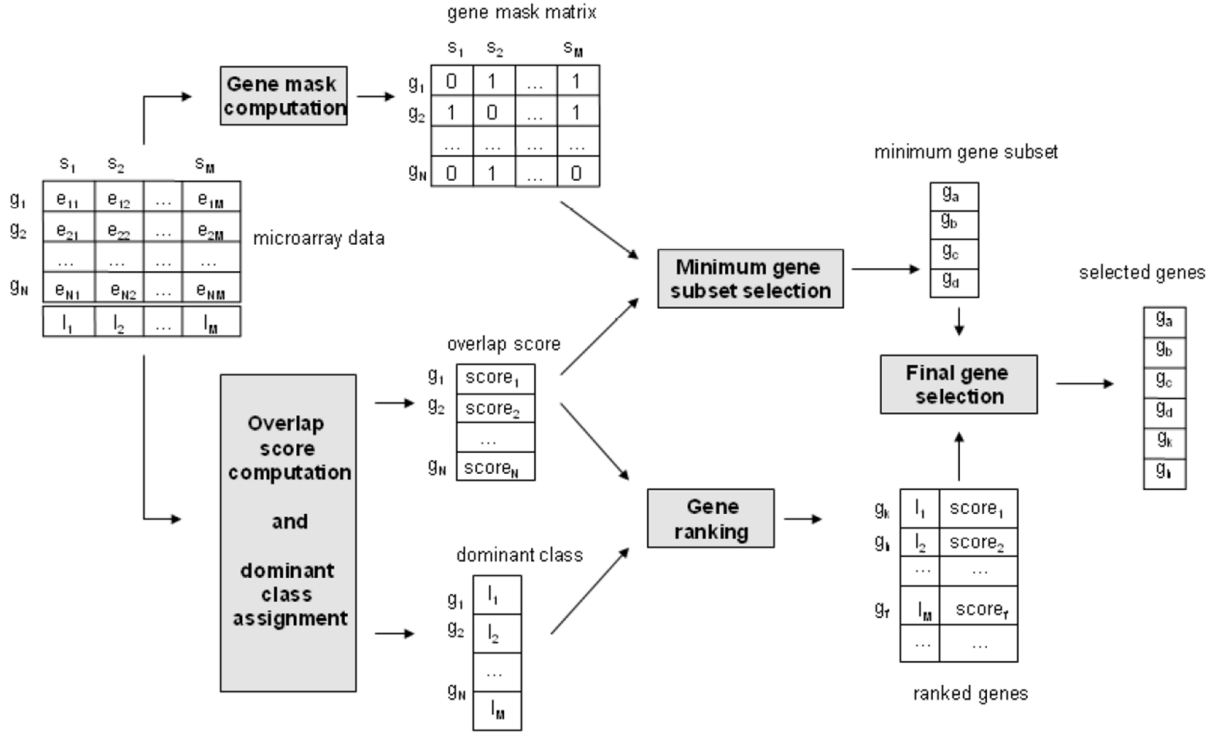 gene mask matrix
s1 s2 sM
Gene mask
computation
g1 0 1 ... 1
g2 1 0 ... 1
... ... ... ...
gN 0 1 ... 0
s1 s2 sM
g1 e11 e12 ... e1M
g2 e21 e22 ... e2M
... ... ... ...
gN eN1 eN2 ... eNM
l1 l2 ... lM
microarray data
minimum gene subset
ga
gb
gc
gd
Minimum gene
subset selection
selected genes
ga
gb
gc
gd
gk
gh
Final gene
selection
overlap score
g1 score1
g2 score2
...
gN scoreN
Overlap
score
computation
and
dominant
class
assignment
Gene
ranking
dominant class
g1 l1
g2 l2
...
gN lM
gk l1 score1
gh l2 score2
... ...
gr lM scorer
... ...
ranked genes